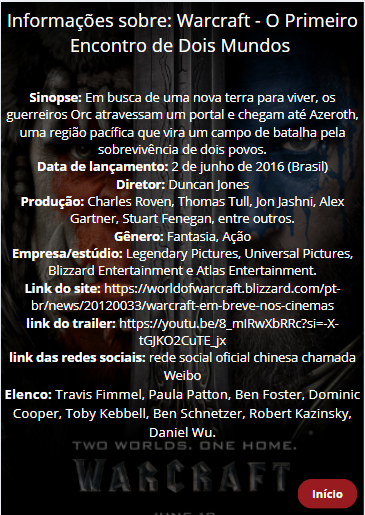 Informações sobre: Warcraft - O Primeiro
Encontro de Dois Mundos
Sinopse: Em busca de uma nova terra para viver, os
guerreiros Orc atravessam um portal e chegam até Azeroth,
uma região pacífica que vira um campo de batalha pela
sobrevivência de dois povos.
Data de lançamento: 2 de junho de 2016 (Brasil)
Diretor: Duncan Jones
Produção: Charles Roven, Thomas Tull, Jon Jashni, Alex
Gartner, Stuart Fenegan, entre outros.
Gênero: Fantasia, Ação
Empresa/estúdio: Legendary Pictures, Universal Pictures,
Blizzard Entertainment e Atlas Entertainment.
Link do site: https://worldofwarcraft.blizzard.com/pt-
br/news/20120033/warcraft-em-breve-nos-cinemas
link do trailer: https://youtu.be/8_mIRwXbRRc?si=-X-
tGJKO2CuTE_jx
link das redes sociais: rede social oficial chinesa chamada
Weibo
Elenco: Travis Fimmel, Paula Patton, Ben Foster, Dominic
Cooper, Toby Kebbell, Ben Schnetzer, Robert Kazinsky,
Daniel Wu.
TWO WORLDS. ONE HOME.
WARCRAFT
Início
JUNE 10